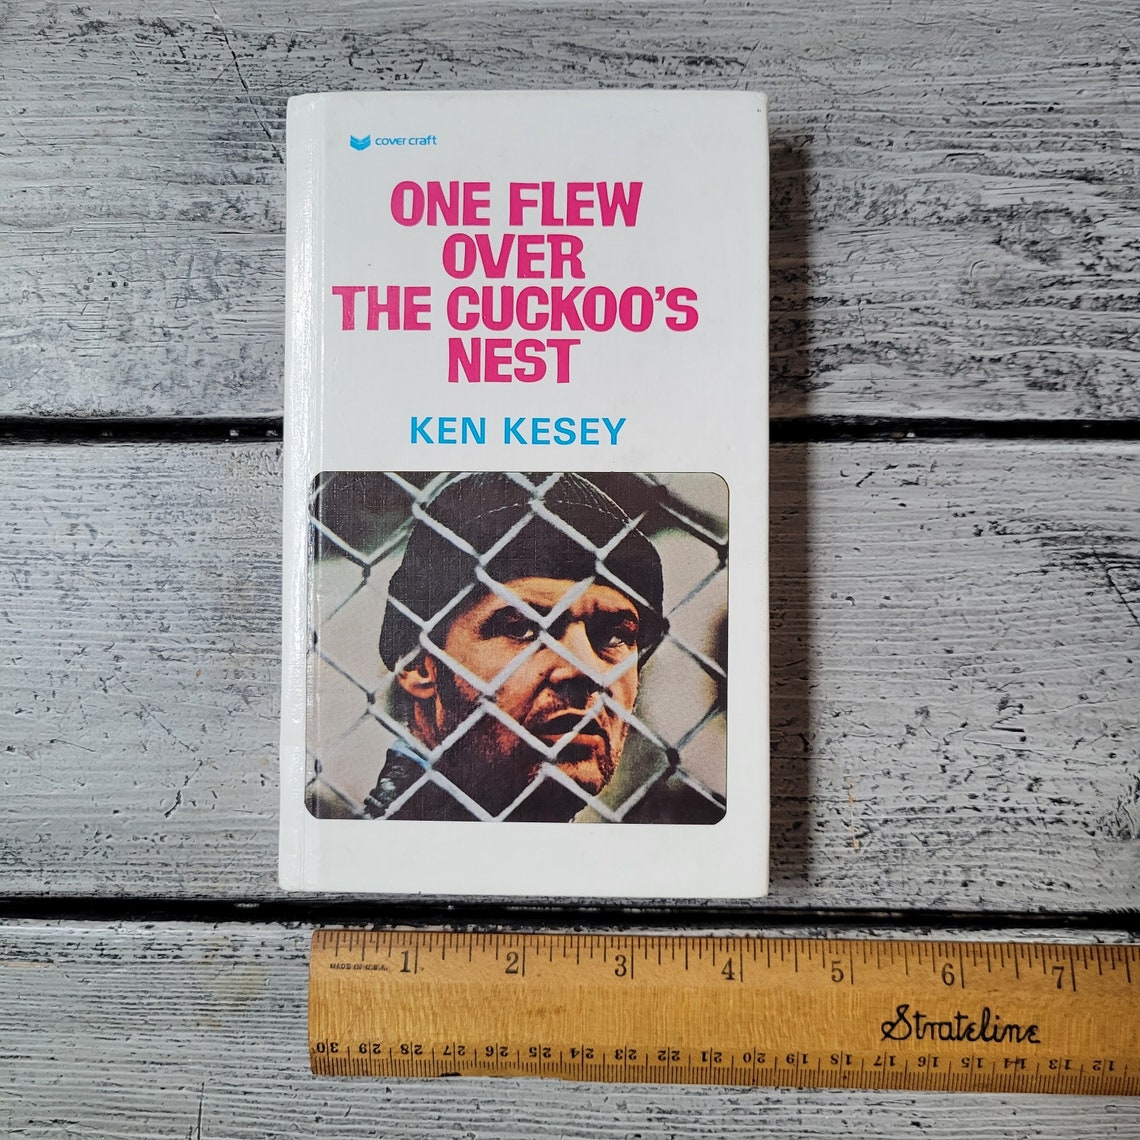 cover craft
ONE FLEW
OVER
THE CUCKOO'S
NEST
KEN KESEY
MADE IN U.S.A.
1 2 3 4 5 6 7
Strateline
30 29 28 27 26 25 24 23 22 21 20 19 18 17 16 15 14 13 12